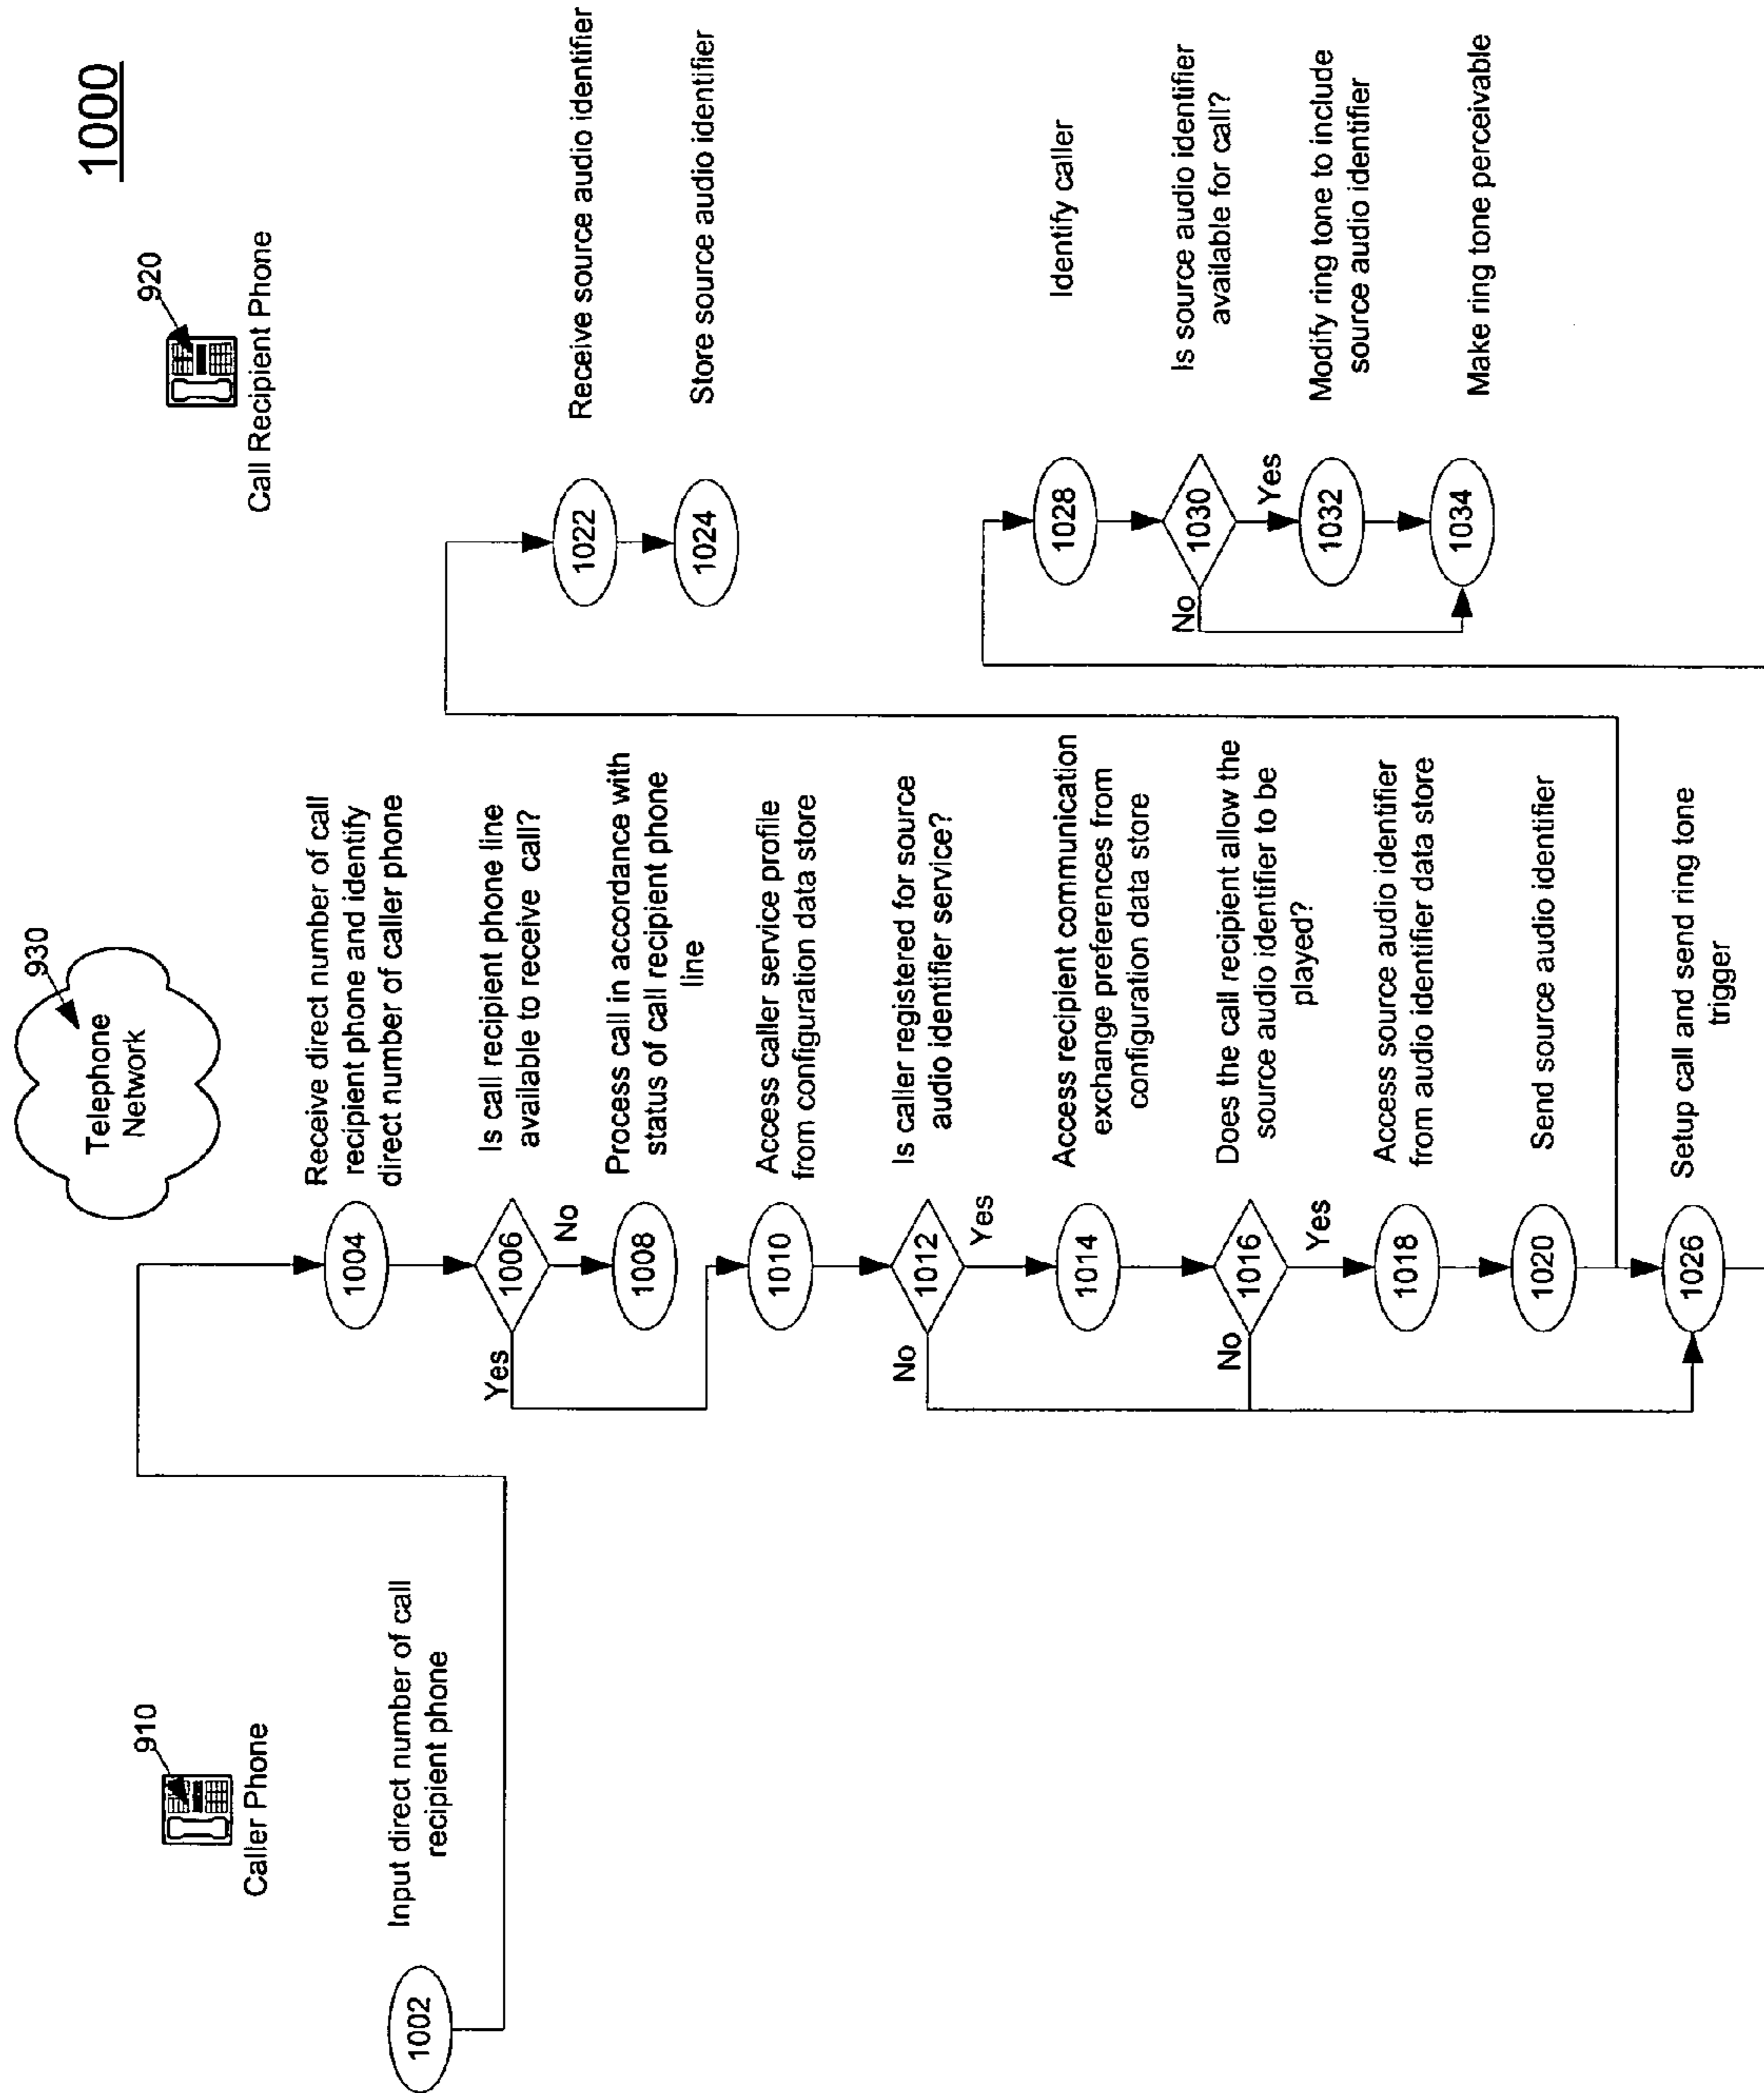 1000
910
Caller Phone
930
Telephone
Network
920
Call Recipient Phone
1002
Input direct number of call
recipient phone
1004
Receive direct number of call
recipient phone and identify
direct number of caller phone
1006
Is call recipient phone line
available to receive call?
Yes
No
1008
Process call in accordance with
status of call recipient phone
line
1010
Access caller service profile
from configuration data store
1012
Is caller registered for source
audio identifier service?
No
Yes
1014
Access recipient communication
exchange preferences from
configuration data store
1016
Does the call recipient allow the
source audio identifier to be
played?
No
Yes
1018
Access source audio identifier
from audio identifier data store
1020
Send source audio identifier
1026
Setup call and send ring tone
trigger
1022
Receive source audio identifier
1024
Store source audio identifier
1028
Identify caller
1030
Is source audio identifier
available for call?
No
Yes
1032
Modify ring tone to include
source audio identifier
1034
Make ring tone perceivable